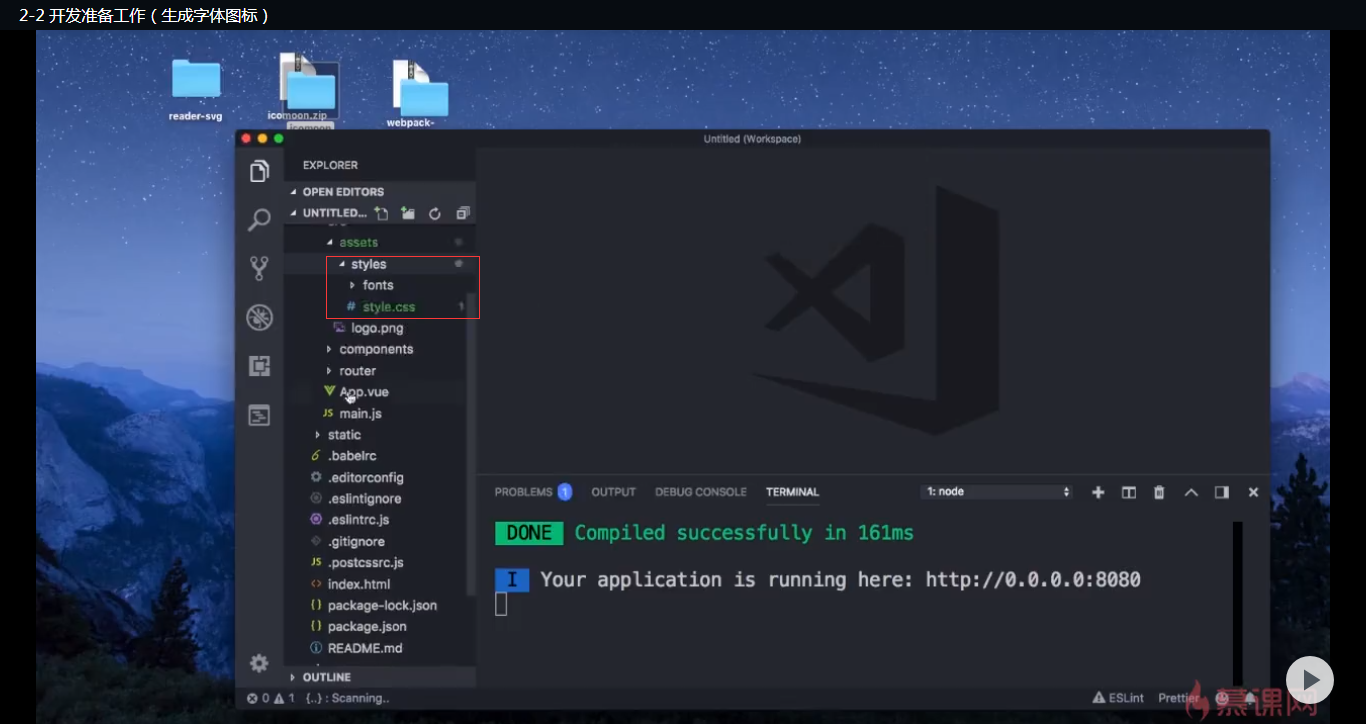 2-2 开发准备工作 ( 生成字体图标 )
reader-svg
icomoon.zip
icomoon
webpack-
Untitled (Workspace)
EXPLORER
OPEN EDITORS
UNTITLED...
assets
styles
fonts
# style.css 1
logo.png
components
router
App.vue
JS main.js
static
.babelrc
.editorconfig
.eslintignore
.eslintrc.js
.gitignore
JS .postcssrc.js
<> index.html
{} package-lock.json
{} package.json
README.md
OUTLINE
PROBLEMS 1 OUTPUT DEBUG CONSOLE TERMINAL 1: node
DONE Compiled successfully in 161ms
I Your application is running here: http://0.0.0.0:8080
0 1 {..} : Scanning..
ESLint Prettier
慕课网